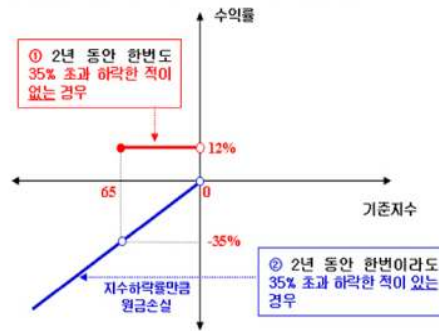 수익률
① 2년 동안 한번도
35% 초과 하락한 적이
없는 경우
12%
65
0
기준지수
-35%
지수하락률만큼
원금손실
② 2년 동안 한번이라도
35% 초과 하락한 적이 있는
경우